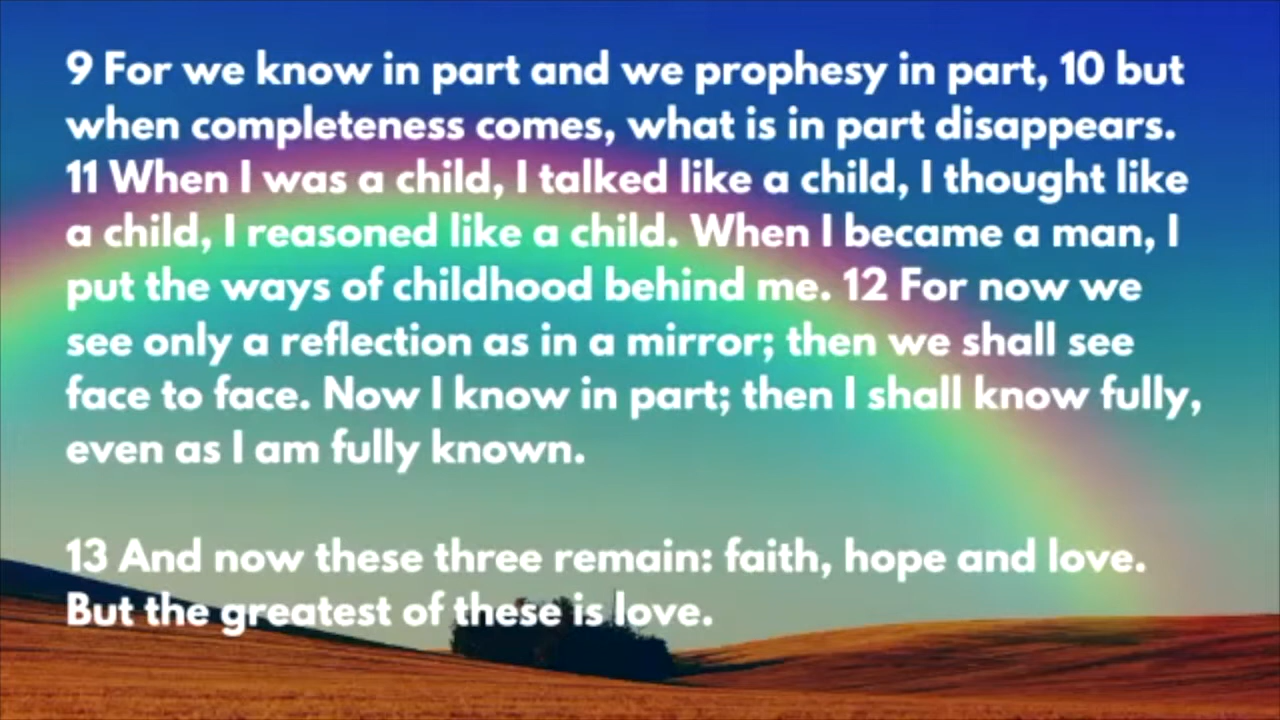 9 For we know in part and we prophesy in part, 10 but
when completeness comes, what is in part disappears.
11 When I was a child, I talked like a child, I thought like
a child, I reasoned like a child. When I became a man, I
put the ways of childhood behind me. 12 For now we
see only a reflection as in a mirror; then we shall see
face to face. Now I know in part; then I shall know fully,
even as I am fully known.
13 And now these three remain: faith, hope and love.
But the greatest of these is love.